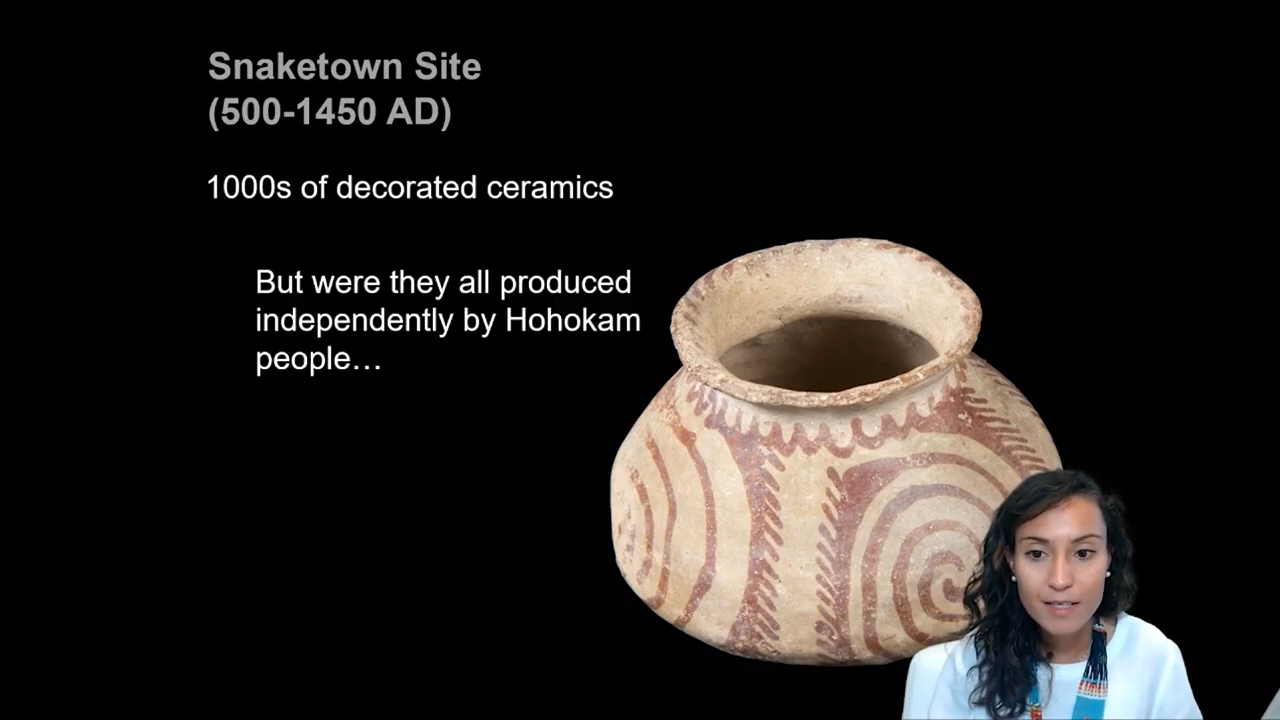 Snaketown Site
(500-1450 AD)
1000s of decorated ceramics
But were they all produced
independently by Hohokam
people…